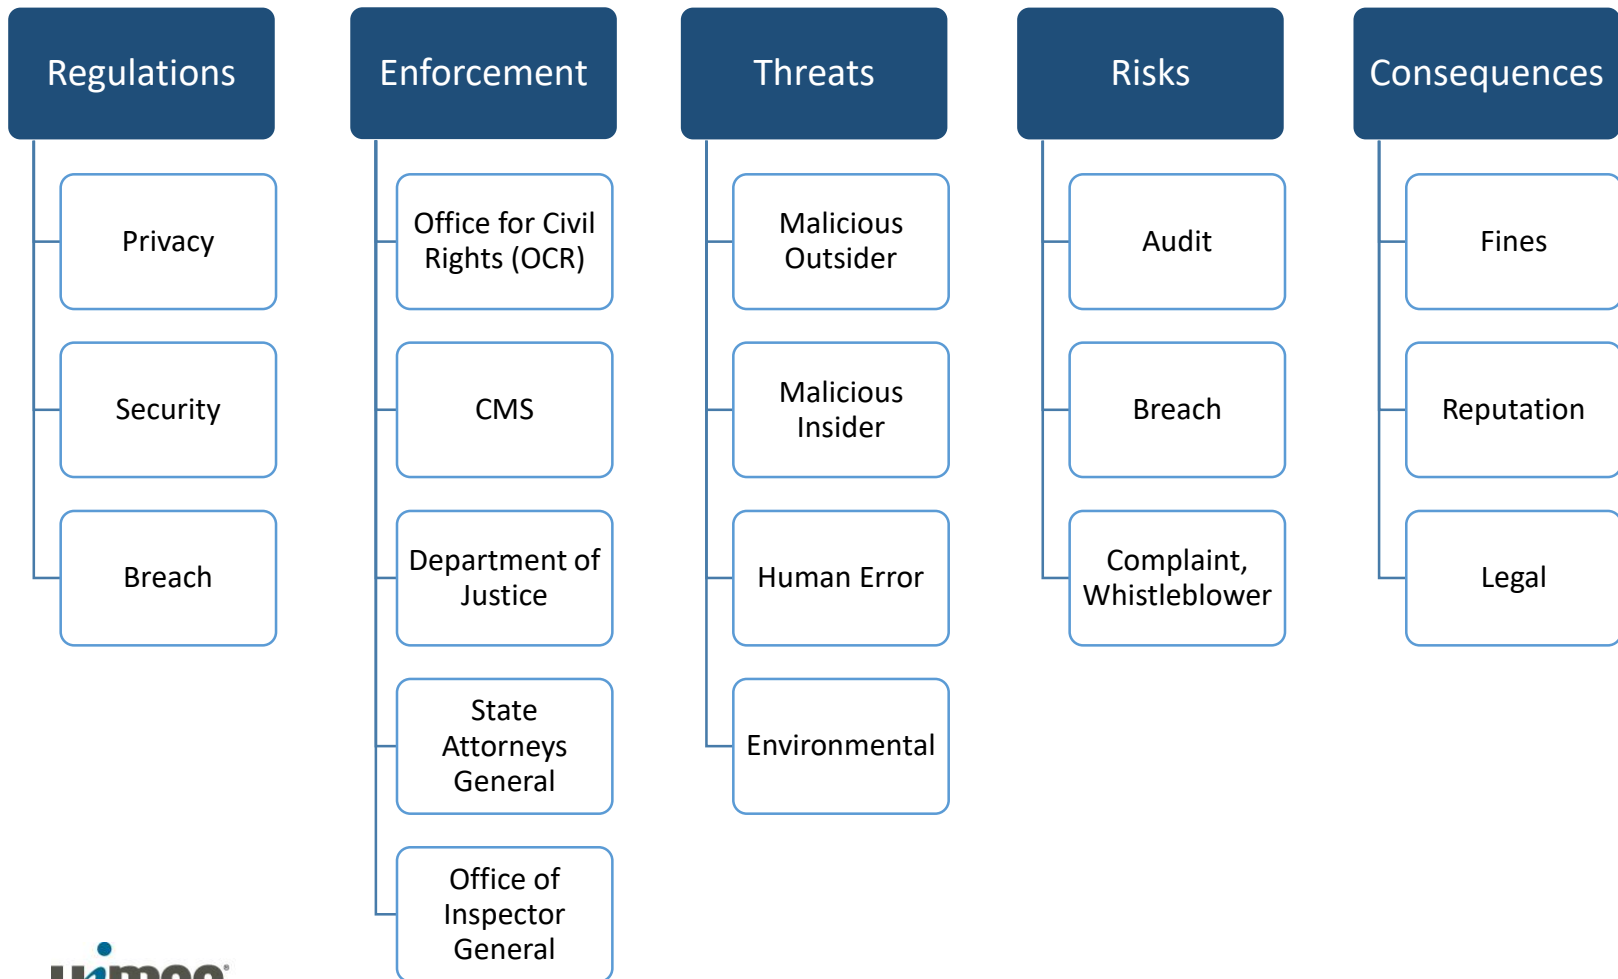 Regulations
Privacy
Security
Breach
Enforcement
Office for Civil
Rights (OCR)
CMS
Department of
Justice
State
Attorneys
General
Office of
Inspector
General
Threats
Malicious
Outsider
Malicious
Insider
Human Error
Environmental
Risks
Audit
Breach
Complaint,
Whistleblower
Consequences
Fines
Reputation
Legal